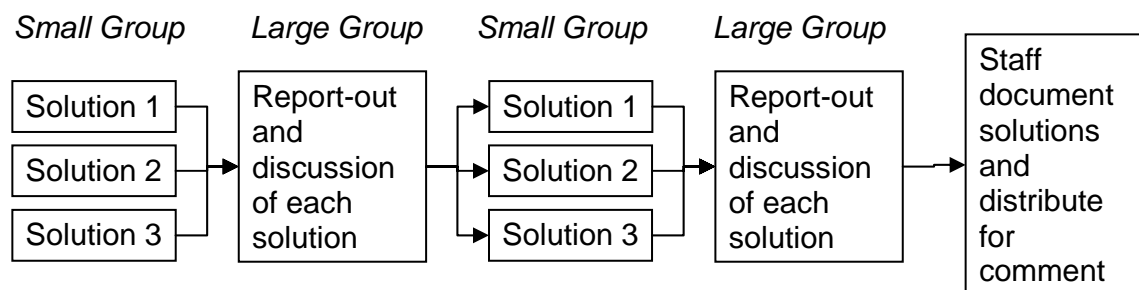 Small Group
Large Group
Small Group
Large Group
Solution 1
Solution 2
Solution 3
Report-out
and
discussion
of each
solution
Solution 1
Solution 2
Solution 3
Report-out
and
discussion
of each
solution
Staff
document
solutions
and
distribute
for
comment